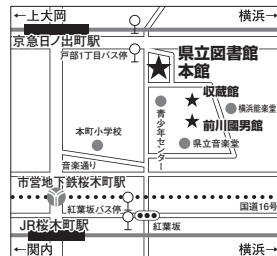 ←上大岡
横浜→
京急日ノ出町駅
戸部1丁目バス停
県立図書館
本館
収蔵館
横浜能楽堂
前川國男館
青少年センター
本町小学校
県立音楽堂
音楽通り
市営地下鉄桜木町駅
国道16号
紅葉坂バス停
紅葉坂
JR桜木町駅
←関内
横浜→